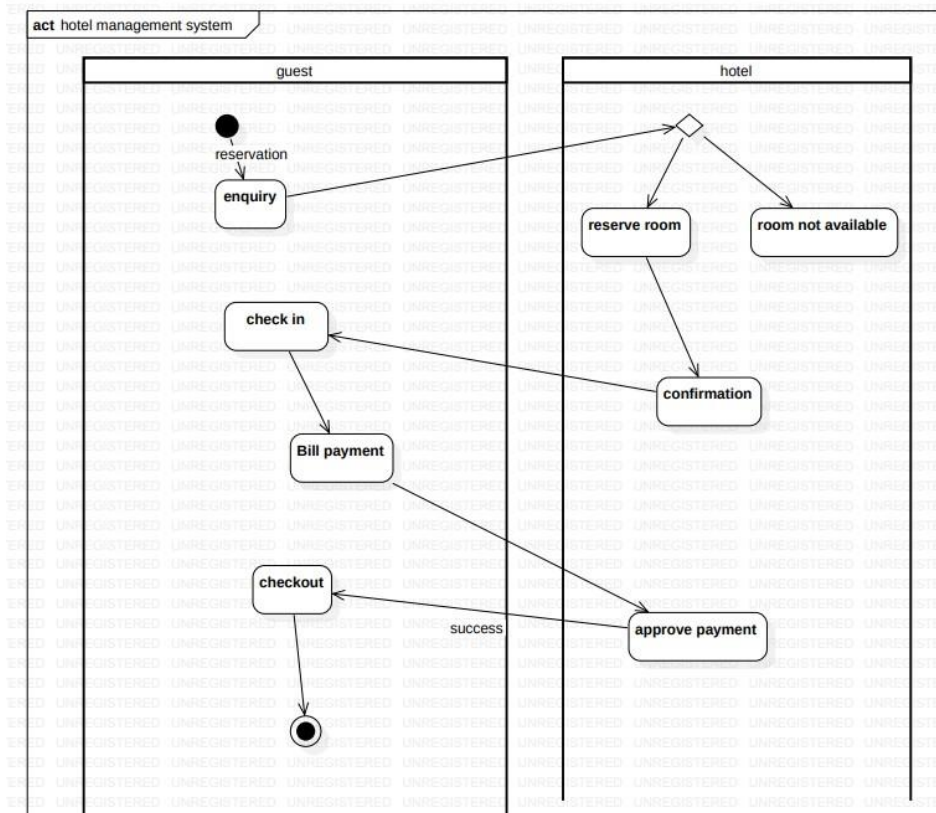 act hotel management system
guest
hotel
reservation
enquiry
reserve room
room not available
check in
confirmation
Bill payment
checkout
success
approve payment
UNREGISTERED